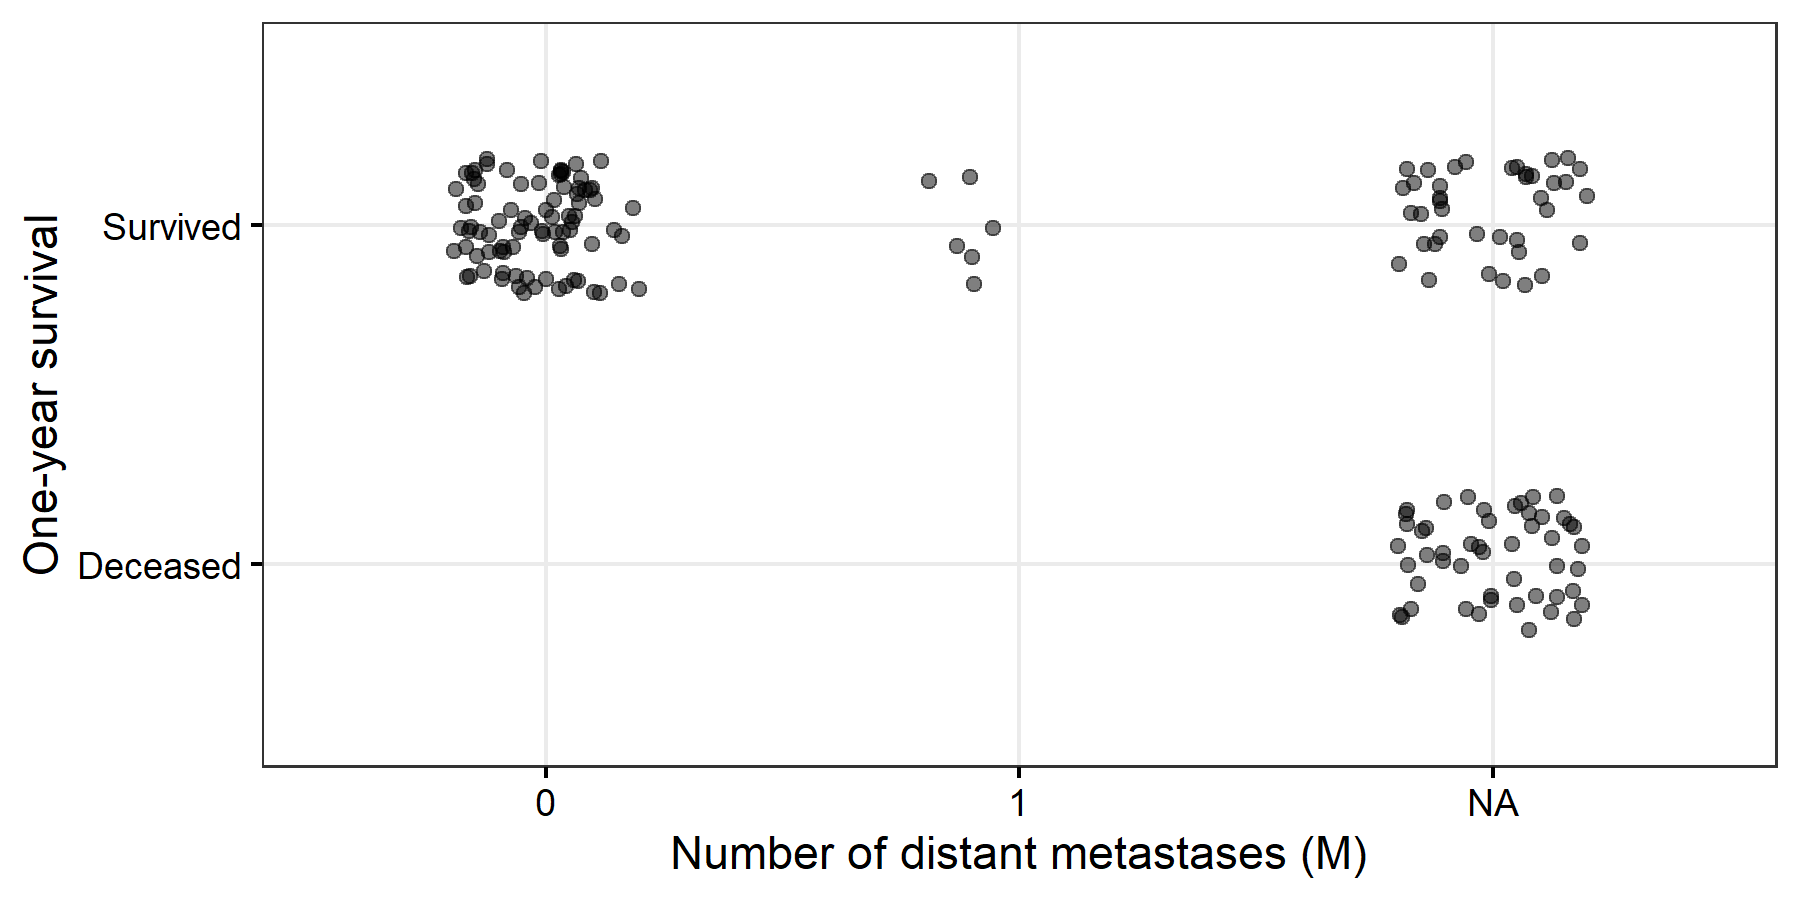 One-year survival
Survived
Deceased
0
1
NA
Number of distant metastases (M)